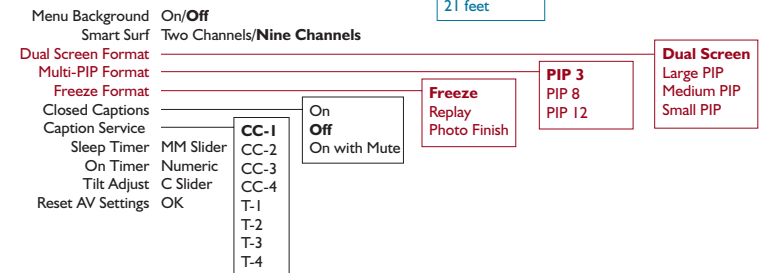 21 feet
Menu Background On/Off
Smart Surf Two Channels/Nine Channels
Dual Screen Format
Multi-PIP Format
Freeze Format
Closed Captions
Caption Service
Sleep Timer MM Slider
On Timer Numeric
Tilt Adjust C Slider
Reset AV Settings OK
CC-1
CC-2
CC-3
CC-4
T-1
T-2
T-3
T-4
On
Off
On with Mute
Freeze
Replay
Photo Finish
PIP 3
PIP 8
PIP 12
Dual Screen
Large PIP
Medium PIP
Small PIP